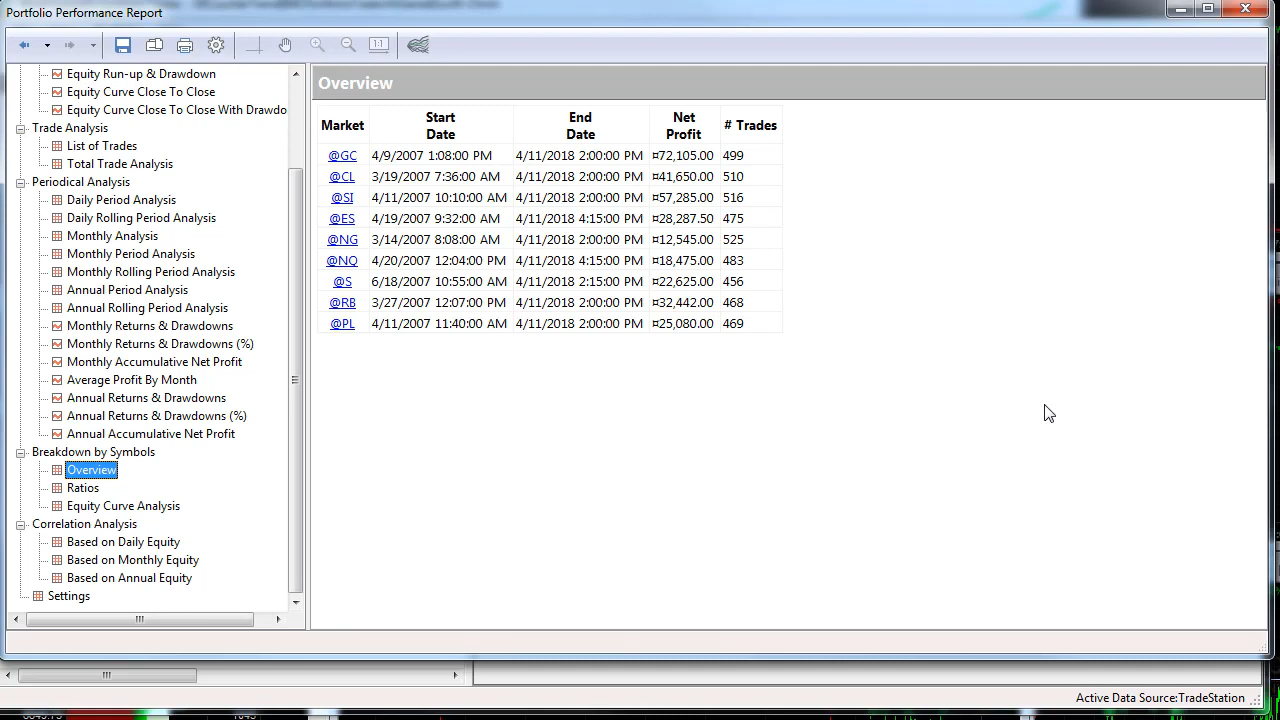 Portfolio Performance Report
1:1
Equity Run-up & Drawdown
Equity Curve Close To Close
Equity Curve Close To Close With Drawdo
Trade Analysis
List of Trades
Total Trade Analysis
Periodical Analysis
Daily Period Analysis
Daily Rolling Period Analysis
Monthly Analysis
Monthly Period Analysis
Monthly Rolling Period Analysis
Annual Period Analysis
Annual Rolling Period Analysis
Monthly Returns & Drawdowns
Monthly Returns & Drawdowns (%)
Monthly Accumulative Net Profit
Average Profit By Month
Annual Returns & Drawdowns
Annual Returns & Drawdowns (%)
Annual Accumulative Net Profit
Breakdown by Symbols
Overview
Ratios
Equity Curve Analysis
Correlation Analysis
Based on Daily Equity
Based on Monthly Equity
Based on Annual Equity
Settings
Overview
Market Start Date End Date Net Profit # Trades
@GC 4/9/2007 1:08:00 PM 4/11/2018 2:00:00 PM ¤72,105.00 499
@CL 3/19/2007 7:36:00 AM 4/11/2018 2:00:00 PM ¤41,650.00 510
@SI 4/11/2007 10:10:00 AM 4/11/2018 2:00:00 PM ¤57,285.00 516
@ES 4/19/2007 9:32:00 AM 4/11/2018 4:15:00 PM ¤28,287.50 475
@NG 3/14/2007 8:08:00 AM 4/11/2018 2:00:00 PM ¤12,545.00 525
@NQ 4/20/2007 12:04:00 PM 4/11/2018 4:15:00 PM ¤18,475.00 483
@S 6/18/2007 10:55:00 AM 4/11/2018 2:15:00 PM ¤22,625.00 456
@RB 3/27/2007 12:07:00 PM 4/11/2018 2:00:00 PM ¤32,442.00 468
@PL 4/11/2007 11:40:00 AM 4/11/2018 2:00:00 PM ¤25,080.00 469
Active Data Source:TradeStation